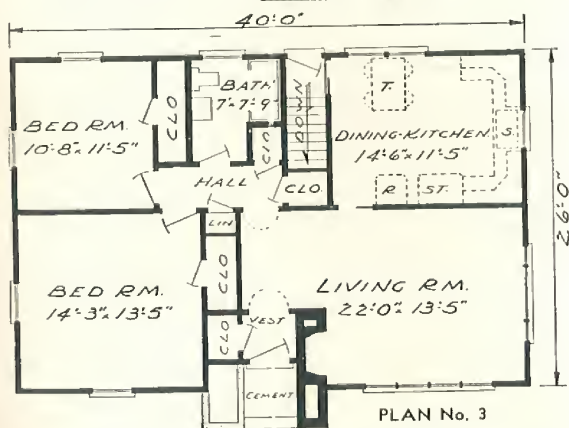 40'-0"
BED RM.
10'-8" x 11'-5"
CLO
BATH
7' x 7'-9"
CLO
DOWN
T.
DINING-KITCHEN
14'-6" x 11'-5"
S.
R.
ST.
HALL
CLO.
LIN
26'-0"
BED RM.
14'-3" x 13'-5"
CLO
CLO
VEST
LIVING RM.
22'-0" x 13'-5"
CEMENT
PLAN No. 3